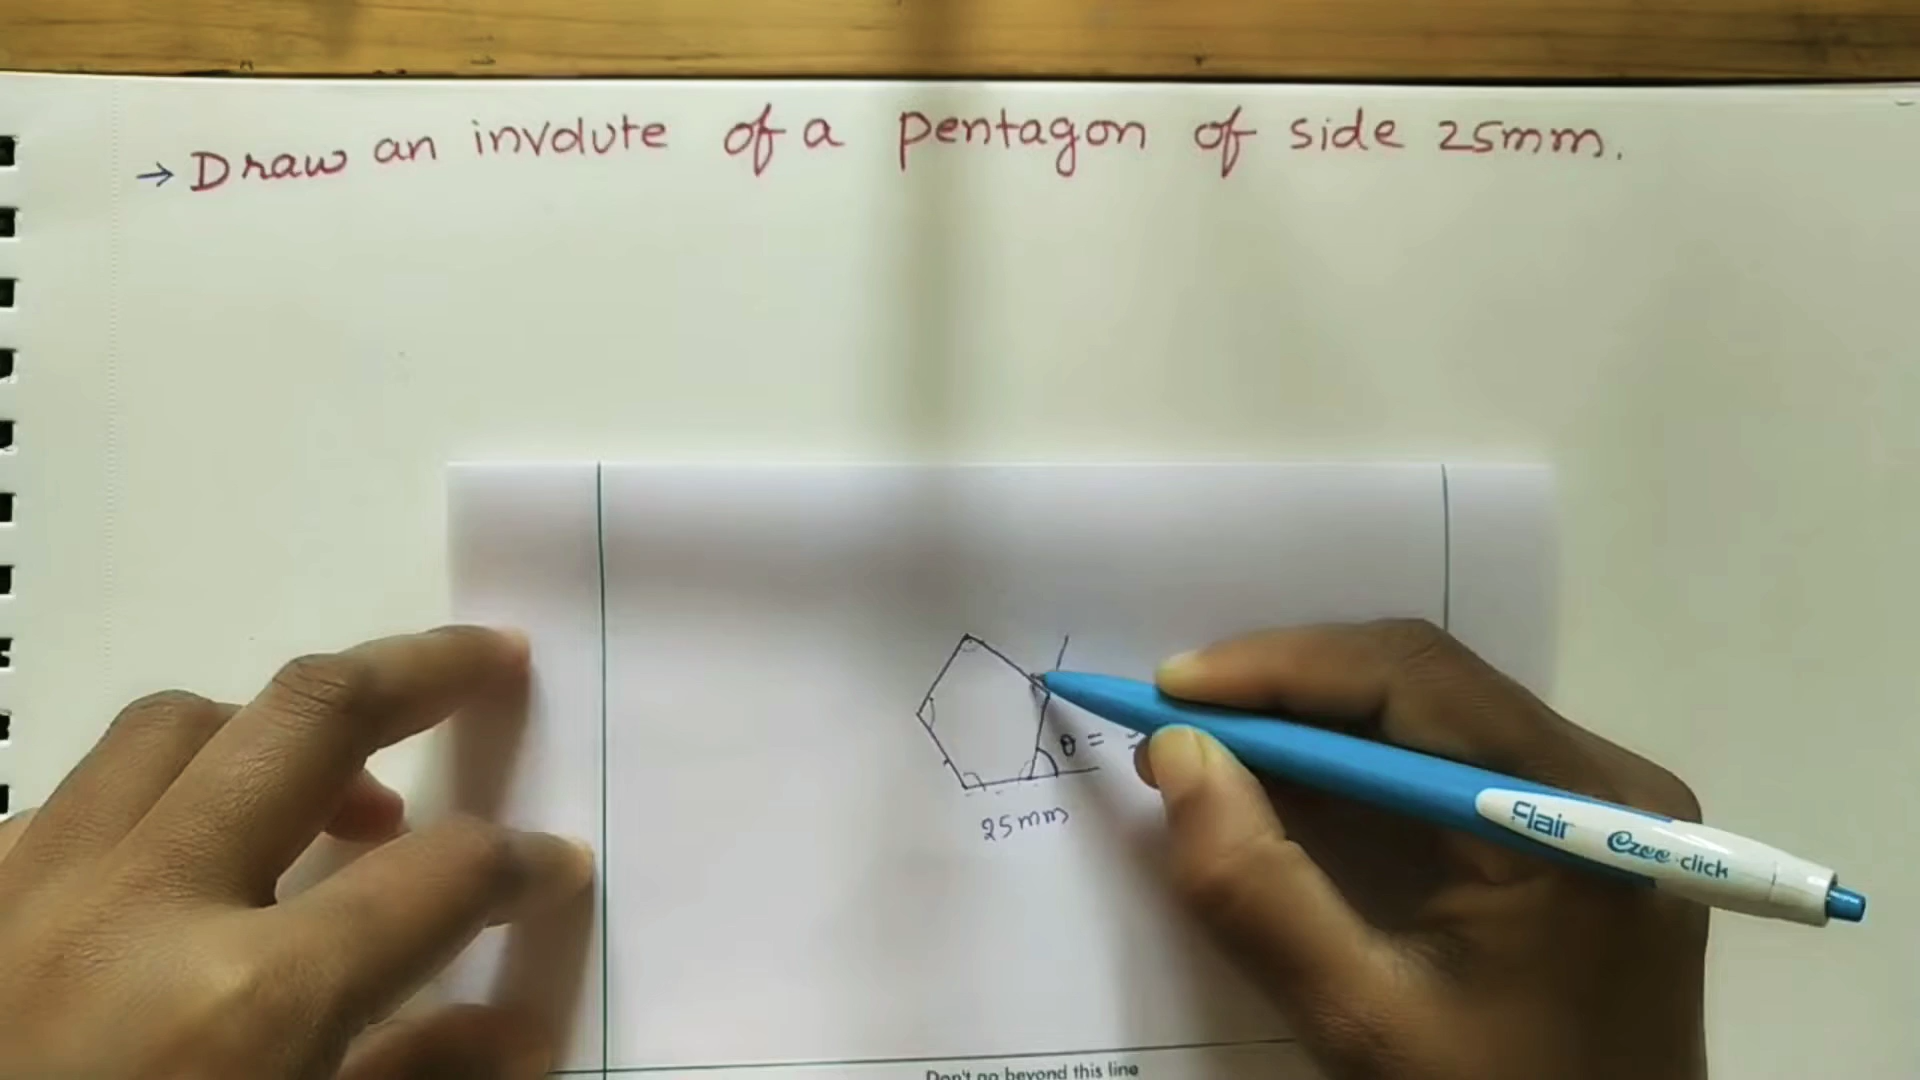 → Draw an involute of a pentagon of side 25mm.
θ =
25mm
Flair Ezee click
Don't go beyond this line